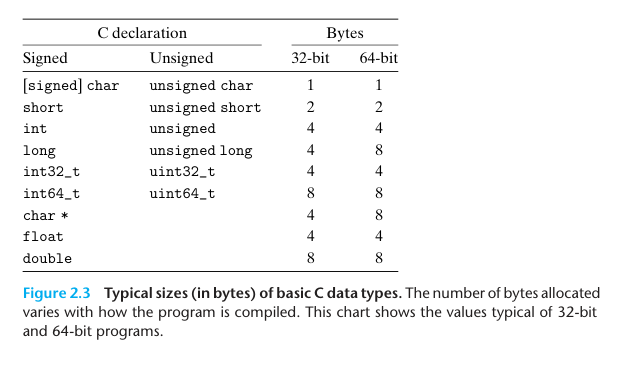 C declaration Bytes
Signed Unsigned 32-bit 64-bit
[signed] char unsigned char 1 1
short unsigned short 2 2
int unsigned 4 4
long unsigned long 4 8
int32_t uint32_t 4 4
int64_t uint64_t 8 8
char * 4 8
float 4 4
double 8 8
Figure 2.3 Typical sizes (in bytes) of basic C data types. The number of bytes allocated
varies with how the program is compiled. This chart shows the values typical of 32-bit
and 64-bit programs.